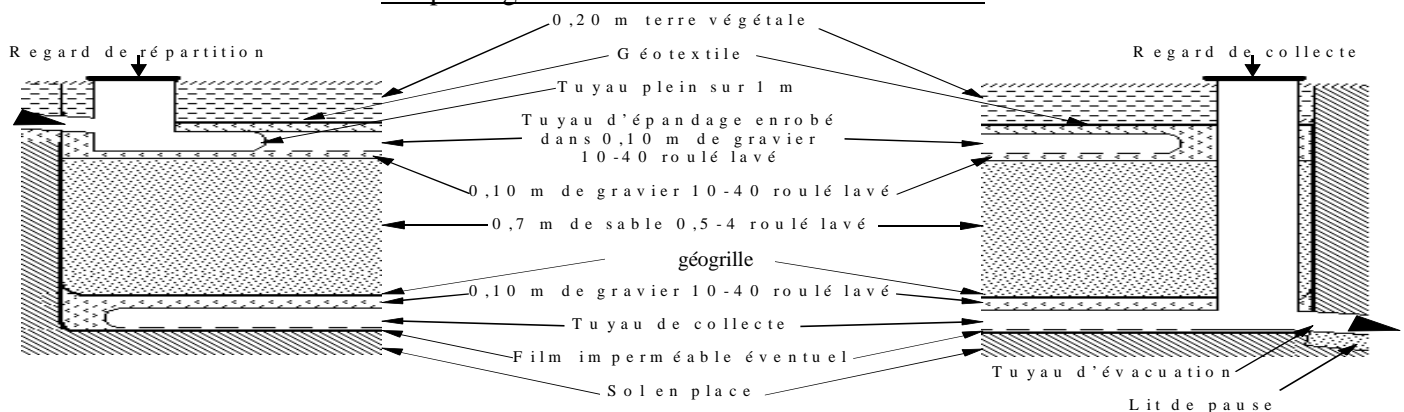 0,20 m terre végétale
Regard de répartition
Regard de collecte
Géotextile
Tuyau plein sur 1 m
Tuyau d'épandage enrobé
dans 0,10 m de gravier
10-40 roulé lavé
0,10 m de gravier 10-40 roulé lavé
0,7 m de sable 0,5-4 roulé lavé
géogrille
0,10 m de gravier 10-40 roulé lavé
Tuyau de collecte
Film imperméable éventuel
Tuyau d'évacuation
Sol en place
Lit de pause